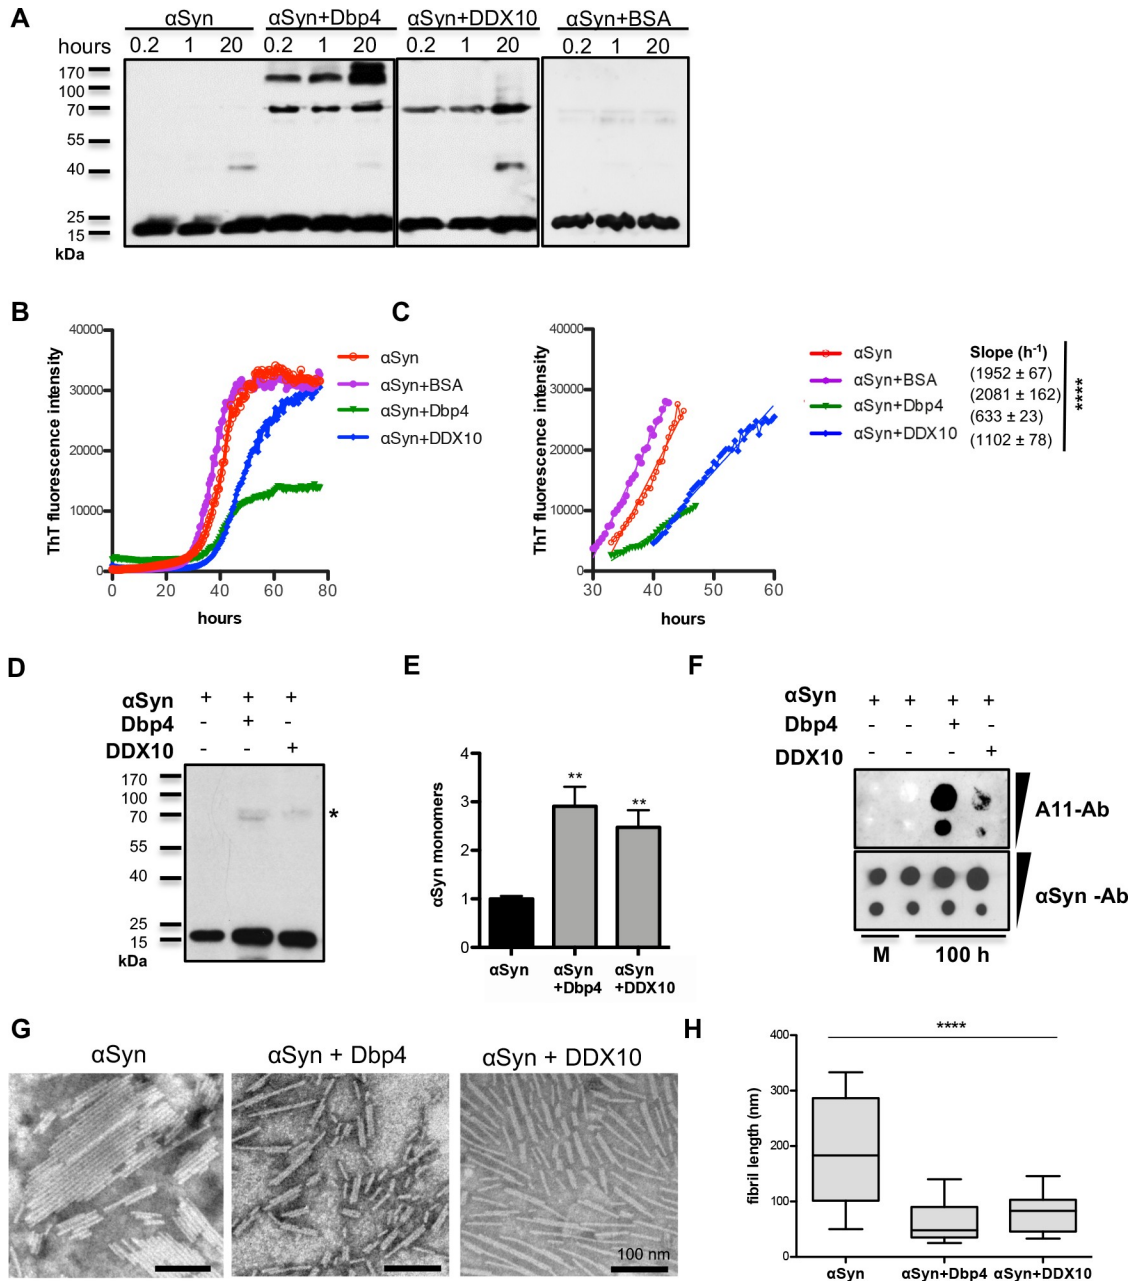 A
αSyn αSyn+Dbp4 αSyn+DDX10 αSyn+BSA
hours 0.2 1 20 0.2 1 20 0.2 1 20 0.2 1 20
170
100
70
55
40
25
15
kDa
B
ThT fluorescence intensity
40000
30000
20000
10000
0
0 20 40 60 80
hours
αSyn
αSyn+BSA
αSyn+Dbp4
αSyn+DDX10
C
ThT fluorescence intensity
40000
30000
20000
10000
0
30 40 50 60
hours
Slope (h⁻¹)
αSyn (1952 ± 67)
αSyn+BSA (2081 ± 162)
αSyn+Dbp4 (633 ± 23)
αSyn+DDX10 (1102 ± 78)
****
D
αSyn + + +
Dbp4 - + -
DDX10 - - +
170
100
70 *
55
40
25
15
kDa
E
αSyn monomers
4
3
2
1
0
** **
αSyn αSyn αSyn
+Dbp4 +DDX10
F
αSyn + + + +
Dbp4 - - + -
DDX10 - - - +
A11-Ab
αSyn -Ab
M 100 h
G
αSyn αSyn + Dbp4 αSyn + DDX10
100 nm
H
****
fibril length (nm)
400
300
200
100
0
αSyn αSyn+Dbp4 αSyn+DDX10